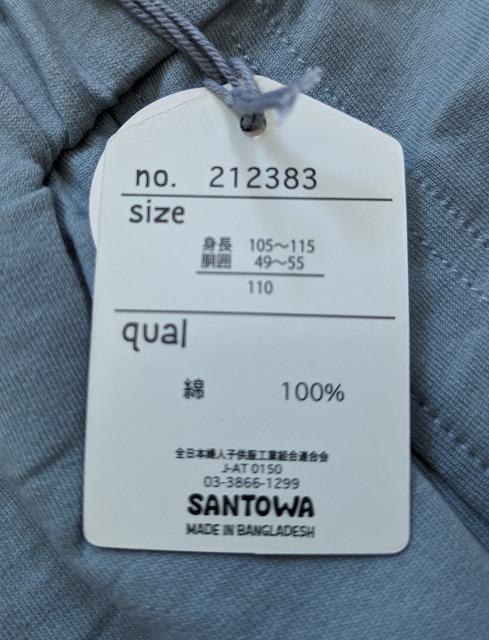 no. 212383
size
身長 105～115
胴囲 49～55
110
qual
綿 100%
全日本婦人子供服工業組合連合会
J-AT 0150
03-3866-1299
SANTOWA
MADE IN BANGLADESH